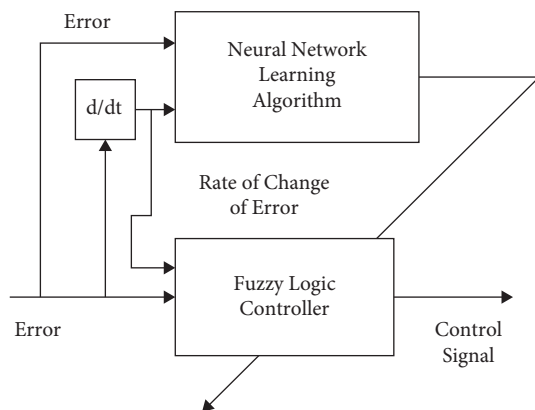 Error
Neural Network
Learning
Algorithm
d/dt
Rate of Change
of Error
Fuzzy Logic
Controller
Error
Control
Signal